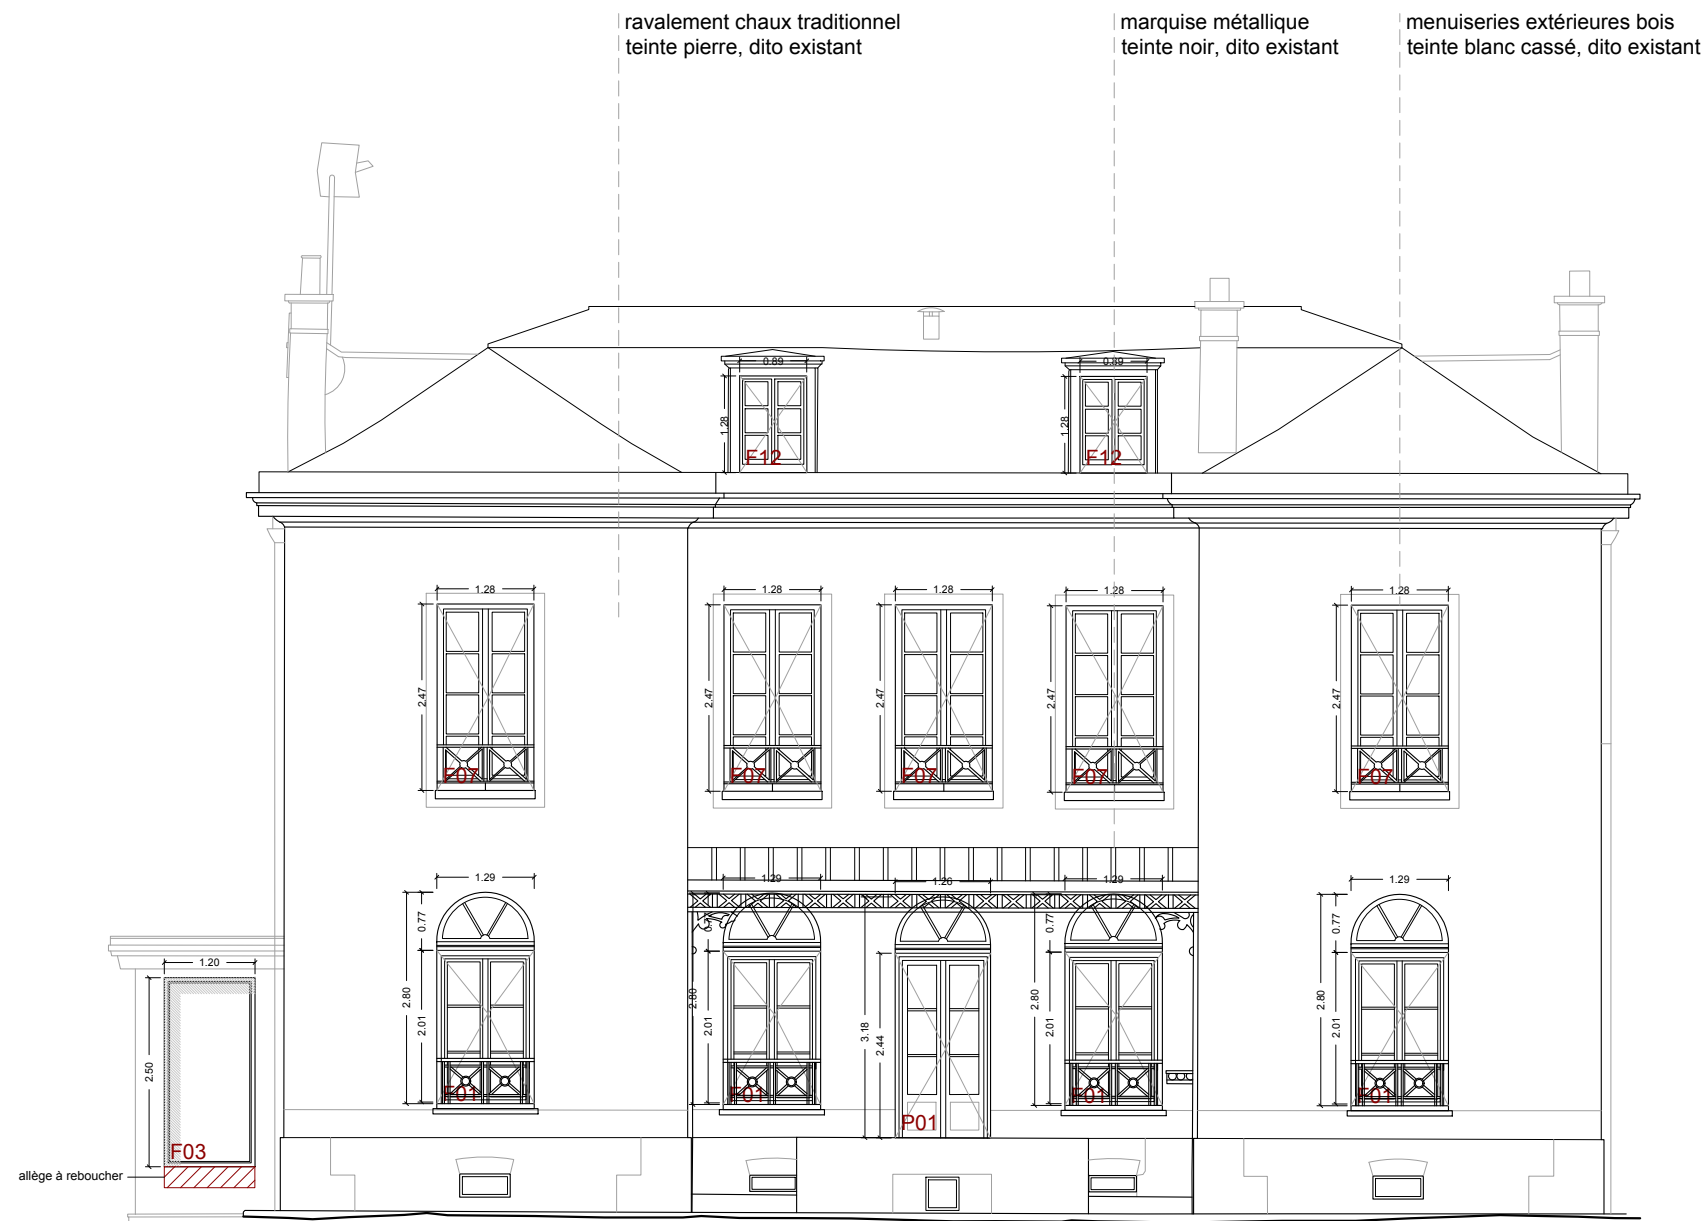 ravalement chaux traditionnel
teinte pierre, dito existant
marquise métallique
teinte noir, dito existant
menuiseries extérieures bois
teinte blanc cassé, dito existant
0.89
0.89
1.28
1.28
F12
F12
1.28
1.28
1.28
1.28
1.28
2.47
2.47
2.47
2.47
2.47
F07
F07
F07
F07
F07
1.29
1.29
1.26
1.29
1.29
0.77
0.77
0.77
0.77
1.20
2.80
2.80
2.80
2.80
2.01
2.01
2.01
2.01
3.18
2.44
2.50
F01
F01
F01
F01
P01
F03
allège à reboucher